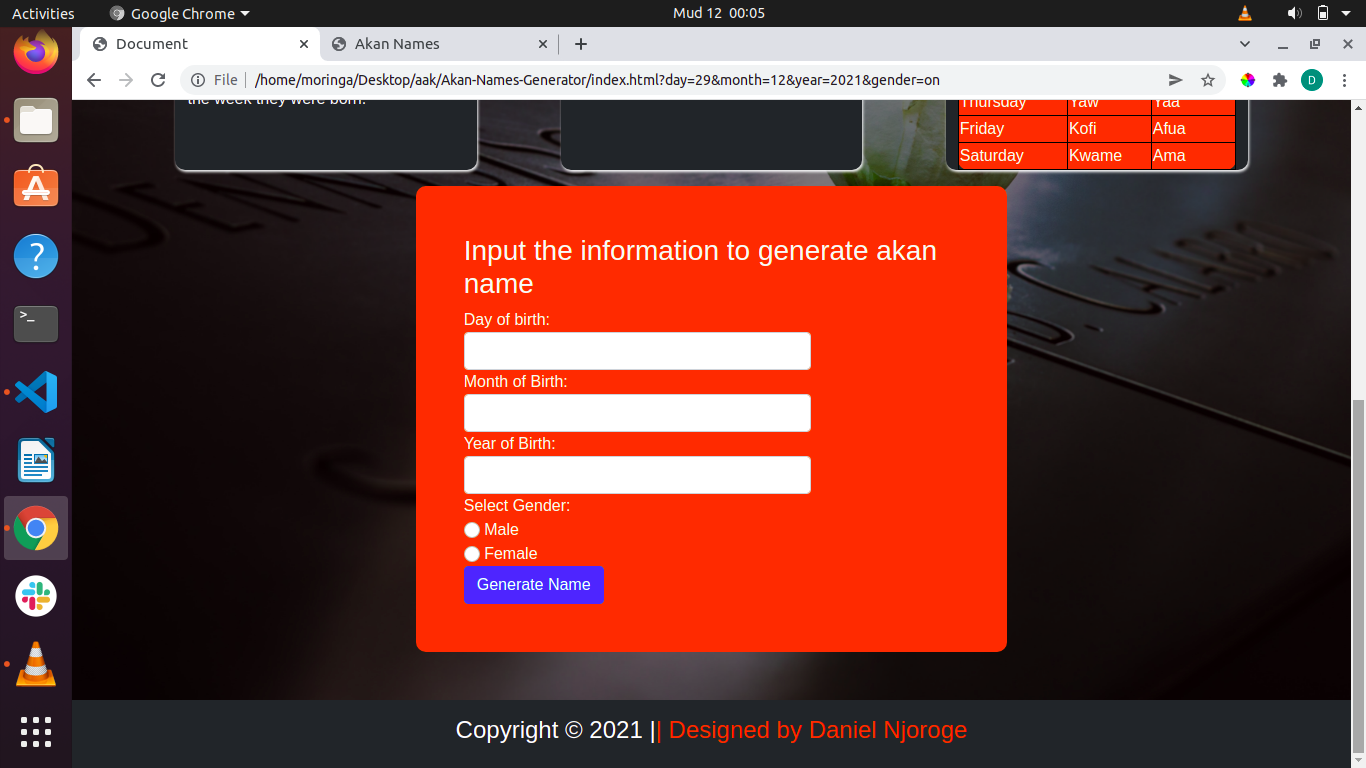 Activities Google Chrome Mud 12 00:05
Document Akan Names
File /home/moringa/Desktop/aak/Akan-Names-Generator/index.html?day=29&month=12&year=2021&gender=on D
the week they were born.
Thursday Yaw Yaa
Friday Kofi Afua
Saturday Kwame Ama
Input the information to generate akan
name
Day of birth:
Month of Birth:
Year of Birth:
Select Gender:
Male
Female
Generate Name
Copyright © 2021 || Designed by Daniel Njoroge